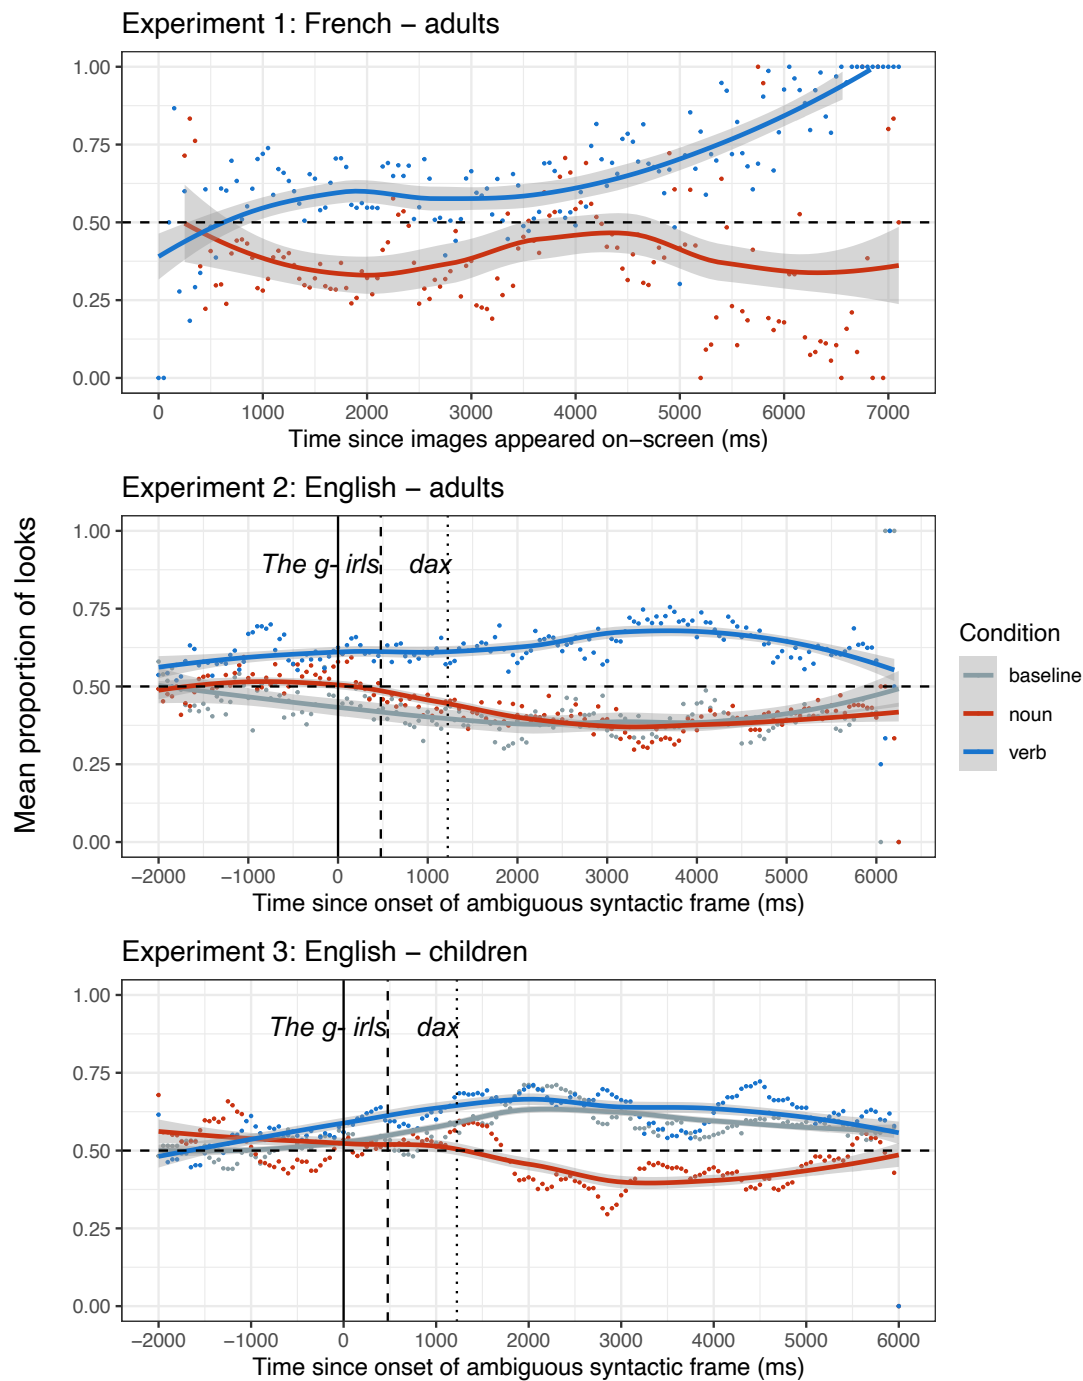 Experiment 1: French – adults
1.00
0.75
0.50
0.25
0.00
0 1000 2000 3000 4000 5000 6000 7000
Time since images appeared on−screen (ms)
Experiment 2: English – adults
Mean proportion of looks
1.00
The g- irls dax
0.75
0.50
0.25
0.00
−2000 −1000 0 1000 2000 3000 4000 5000 6000
Time since onset of ambiguous syntactic frame (ms)
Condition
baseline
noun
verb
Experiment 3: English – children
1.00
The g- irls dax
0.75
0.50
0.25
0.00
−2000 −1000 0 1000 2000 3000 4000 5000 6000
Time since onset of ambiguous syntactic frame (ms)